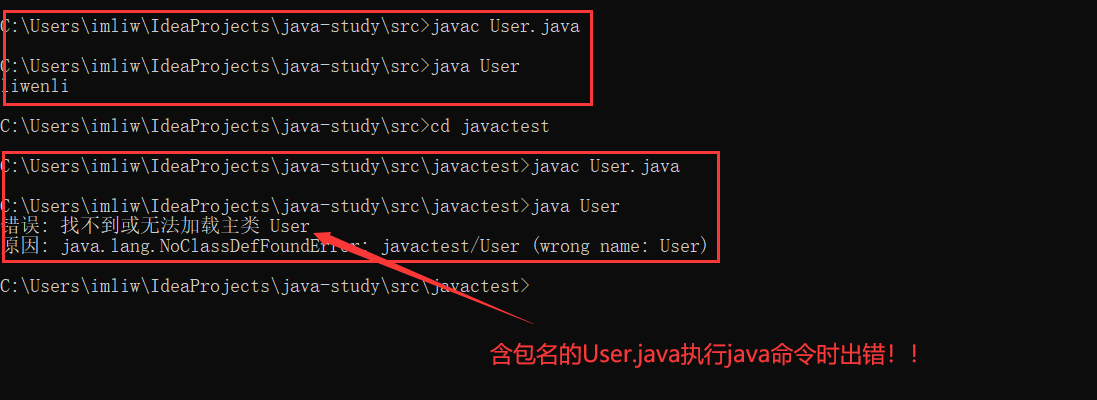 C:\Users\imliw\IdeaProjects\java-study\src>javac User.java
C:\Users\imliw\IdeaProjects\java-study\src>java User
liwenli
C:\Users\imliw\IdeaProjects\java-study\src>cd javactest
C:\Users\imliw\IdeaProjects\java-study\src\javactest>javac User.java
C:\Users\imliw\IdeaProjects\java-study\src\javactest>java User
错误: 找不到或无法加载主类 User
原因: java.lang.NoClassDefFoundError: javactest/User (wrong name: User)
C:\Users\imliw\IdeaProjects\java-study\src\javactest>
含包名的User.java执行java命令时出错！！